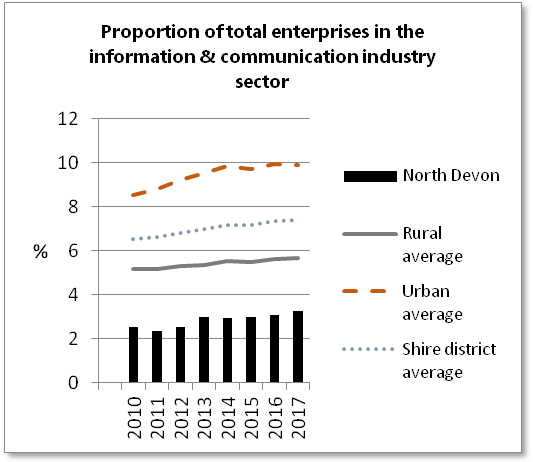 Proportion of total enterprises in the
information & communication industry
sector
12
10
8
6
4
2
0
%
2010
2011
2012
2013
2014
2015
2016
2017
North Devon
Rural
average
Urban
average
Shire district
average